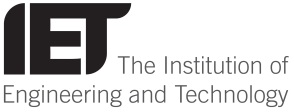 IET The Institution of
Engineering and Technology